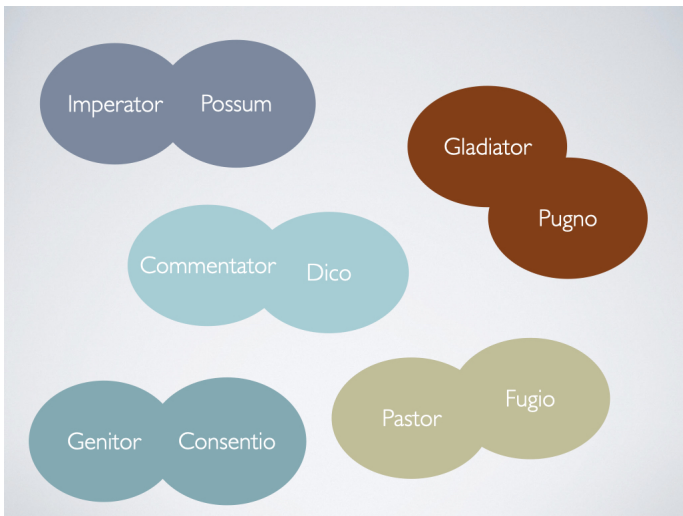 Imperator
Possum
Gladiator
Pugno
Commentator
Dico
Genitor
Consentio
Pastor
Fugio